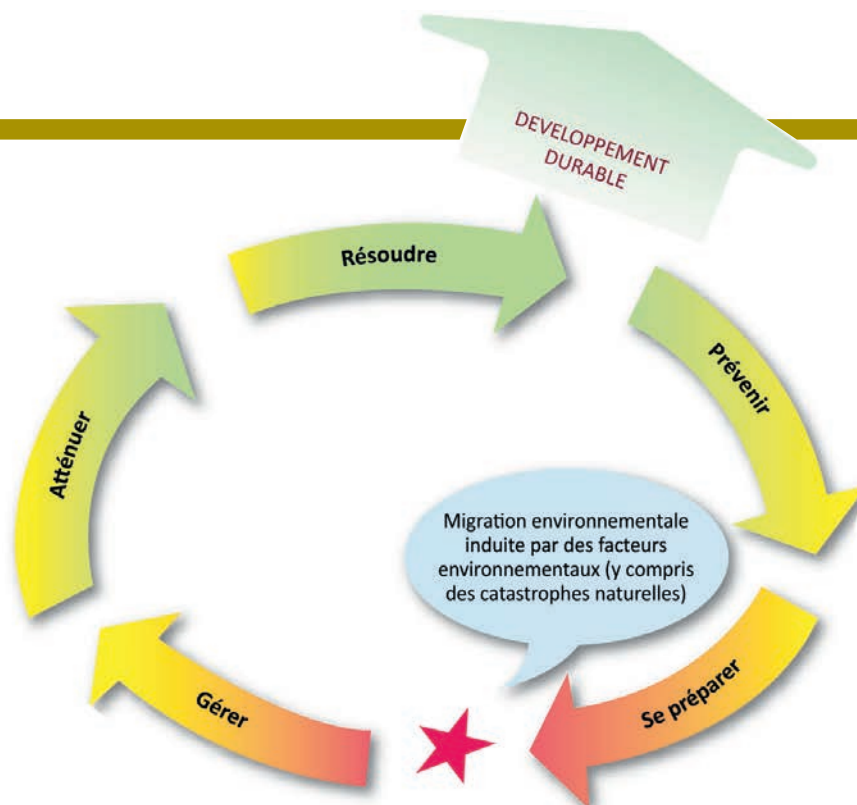 DEVELOPPEMENT
DURABLE
Résoudre
Prévenir
Atténuer
Migration environnementale
induite par des facteurs
environnementaux (y compris
des catastrophes naturelles)
Se préparer
Gérer